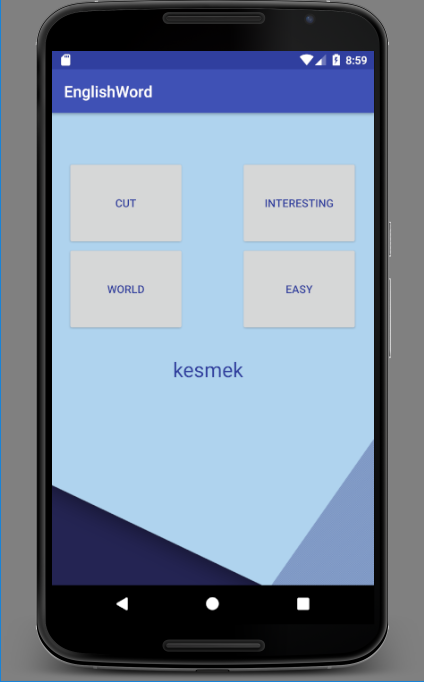 8:59
EnglishWord
CUT
INTERESTING
WORLD
EASY
kesmek